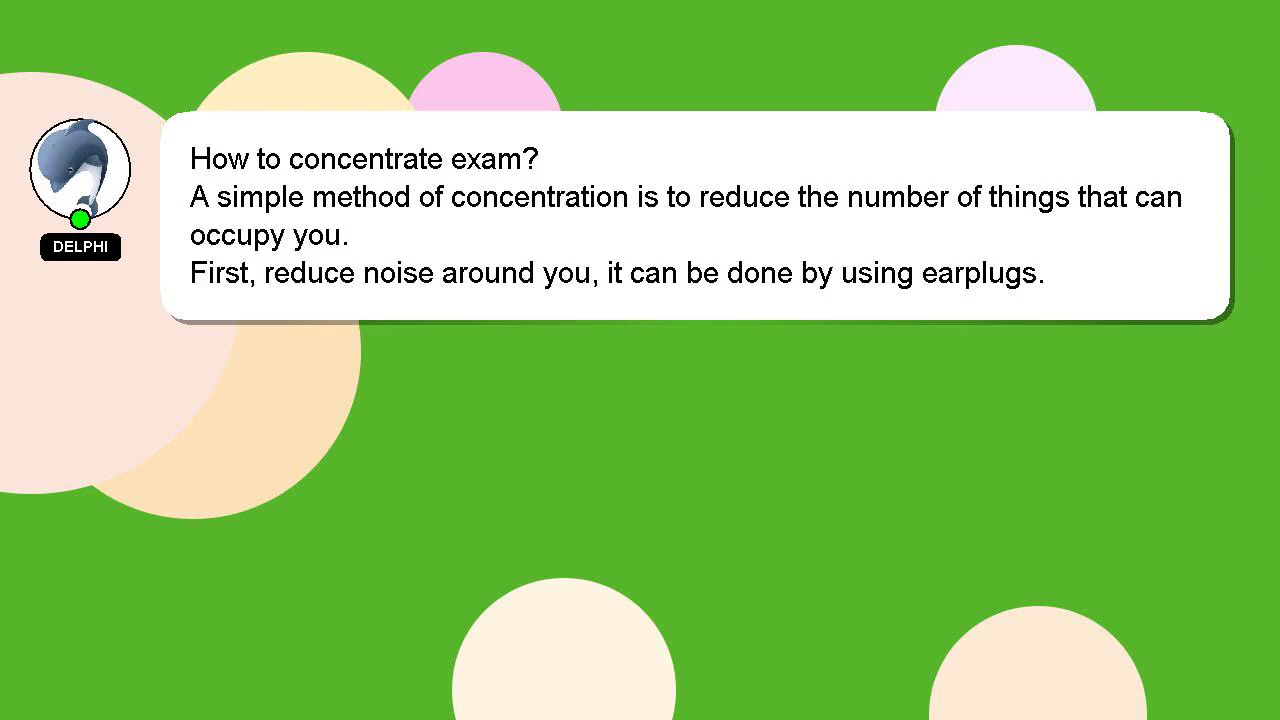 How to concentrate exam?
A simple method of concentration is to reduce the number of things that can
occupy you.
First, reduce noise around you, it can be done by using earplugs.
DELPHI